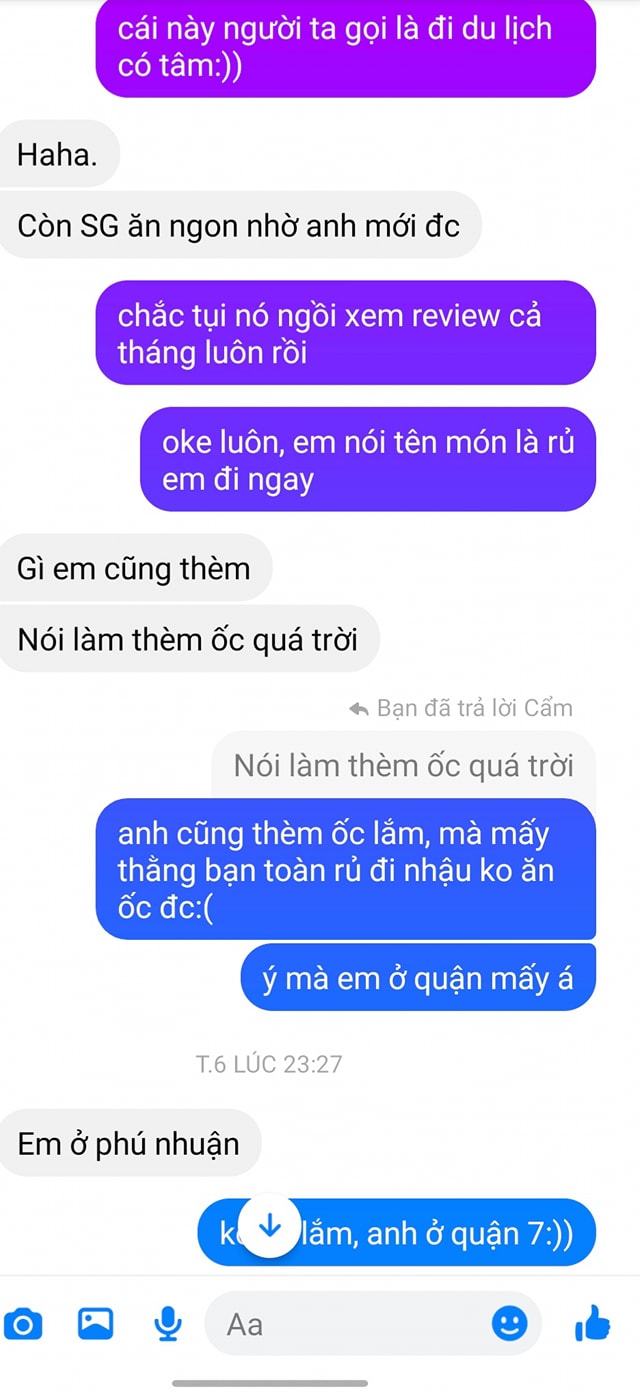 cái này người ta gọi là đi du lịch
có tâm:))
Haha.
Còn SG ăn ngon nhờ anh mới đc
chắc tụi nó ngồi xem review cả
tháng luôn rồi
oke luôn, em nói tên món là rủ
em đi ngay
Gì em cũng thèm
Nói làm thèm ốc quá trời
Bạn đã trả lời Cẩm
Nói làm thèm ốc quá trời
anh cũng thèm ốc lắm, mà mấy
thằng bạn toàn rủ đi nhậu ko ăn
ốc đc:(
ý mà em ở quận mấy á
T.6 LÚC 23:27
Em ở phú nhuận
lắm, anh ở quận 7:))
Aa